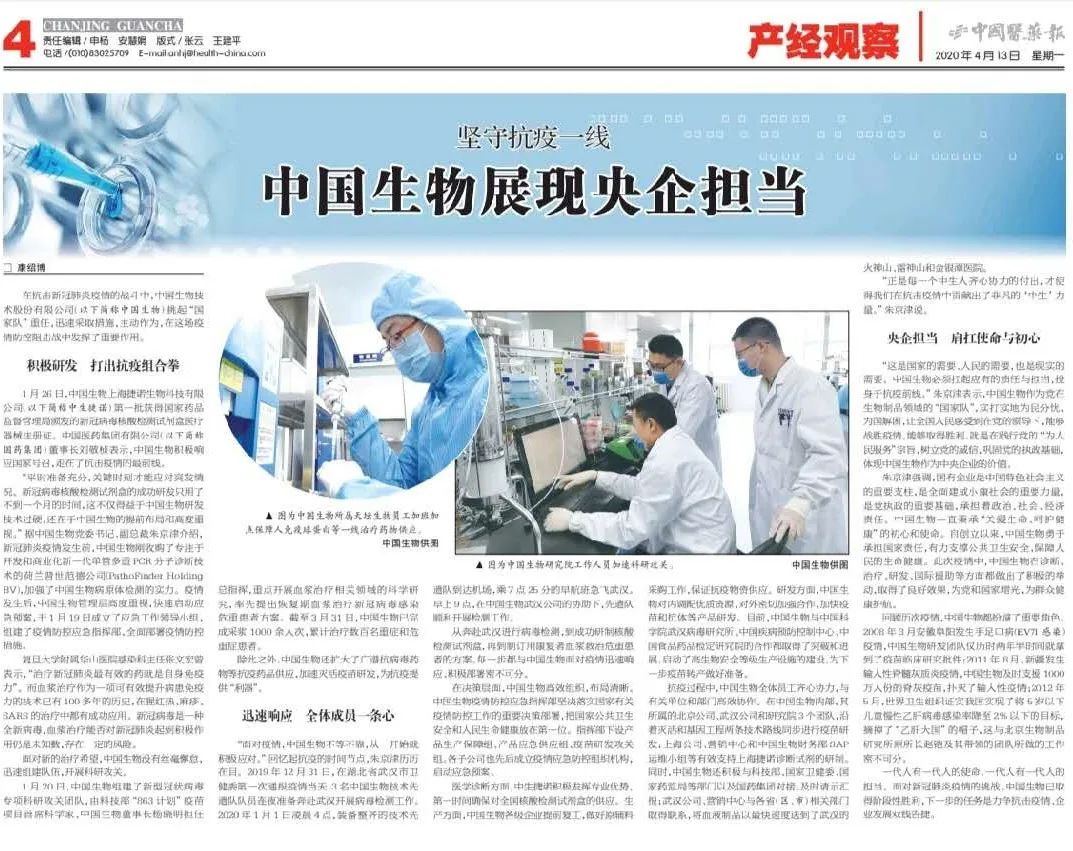 4
CHANJING GUANCHA
责任编辑/申杨 安慧娟 版式/张云 王建平
电话/(010)83025709 E-mail:anhj@health-china.com
产经观察
中国医药报
2020年4月13日 星期一
坚守抗疫一线
中国生物展现央企担当
□ 康绍博
在抗击新冠肺炎疫情的战斗中,中国生物技
术股份有限公司(以下简称中国生物)挑起“国
家队”重任,迅速采取措施,主动作为,在这场疫
情防控阻击战中发挥了重要作用。
积极研发 打出抗疫组合拳
1月26日,中国生物上海捷诺生物科技有限
公司(以下简称中生捷诺)第一批获得国家药品
监督管理局颁发的新冠病毒核酸检测试剂盒医疗
器械注册证。中国医药集团有限公司(以下简称
国药集团)董事长刘敬桢表示,中国生物积极响
应国家号召,走在了抗击疫情的最前线。
“平时准备充分,关键时刻才能应对突发情
况。新冠病毒核酸检测试剂盒的成功研发只用了
不到一个月的时间,这不仅得益于中国生物研发
技术过硬,还在于中国生物的提前布局和高度重
视。”据中国生物党委书记、副总裁朱京津介绍,
新冠肺炎疫情发生前,中国生物刚收购了专注于
开发和商业化新一代单管多重PCR分子诊断技
术的荷兰普世范德公司(PathoFinder Holding
BV),加强了中国生物病原体检测的实力。疫情
发生后,中国生物管理层高度重视,快速启动应
急预案,于1月19日成立了应急工作领导小组,
组建了疫情防控应急指挥部,全面部署疫情防控
措施。
复旦大学附属华山医院感染科主任张文宏曾
表示,“治疗新冠肺炎最有效的药就是自身免疫
力”。而血浆治疗作为一项可有效提升病患免疫
力的技术已有100多年的历史,在猩红热、麻疹、
SARS的治疗中都有成功应用。新冠病毒是一种
全新病毒,血浆治疗能否对新冠肺炎起到积极作
用仍是未知数,存在一定的风险。
面对新的治疗希望,中国生物没有丝毫懈怠,
迅速组建队伍,开展科研攻关。
1月20日,中国生物组建了新型冠状病毒
专项科研攻关团队,由科技部“863计划”疫苗
项目首席科学家、中国生物董事长杨晓明担任
▲ 图为中国生物所属天坛生物员工加班加
点保障人免疫球蛋白等一线治疗药物供应。
中国生物供图
▲ 图为中国生物研究院工作人员加速科研攻关。
中国生物供图
总指挥,重点开展血浆治疗相关领域的科学研
究,率先提出恢复期血浆治疗新冠病毒感染
危重患者方案。截至3月31日,中国生物已完
成采浆1000余人次,累计治疗数百名重症和危
重症患者。
除此之外,中国生物还扩大了广谱抗病毒药
物等抗疫药品供应,加速灭活疫苗研发,为抗疫提
供“利器”。
迅速响应 全体成员一条心
“面对疫情,中国生物不等不靠,从一开始就
积极应对。”回忆起抗疫的时间节点,朱京津历历
在目。2019年12月31日,在湖北省武汉市卫
健委第一次通报疫情当天,3名中国生物技术先
遣队队员连夜准备奔赴武汉开展病毒检测工作。
2020年1月1日凌晨4点,装备整齐的技术先
遣队到达机场,乘7点25分的早航班急飞武汉。
早上9点,在中国生物武汉公司的协助下,先遣队
顺利开展检测工作。
从奔赴武汉进行病毒检测,到成功研制核酸
检测试剂盒,再到制订用康复者血浆救治危重患
者的方案,每一步都与中国生物面对疫情迅速响
应、积极部署密不可分。
在决策层面,中国生物高效组织、布局清晰。
中国生物疫情防控应急指挥部坚决落实国家有关
疫情防控工作的重要决策部署,把国家公共卫生
安全和人民生命健康放在第一位。指挥部下设产
品生产保障组、产品应急供应组、疫苗研发攻关
组。各子公司也先后成立疫情应急防控组织机构,
启动应急预案。
医学诊断方面,中生捷诺积极发挥专业优势,
第一时间确保对全国核酸检测试剂盒的供应。生
产方面,中国生物各级企业提前复工,做好原辅料
采购工作,保证抗疫物资供应。研发方面,中国生
物对内调配优质资源,对外密切加强合作,加快疫
苗和抗体等产品研发。目前,中国生物与中国科
学院武汉病毒研究所、中国疾病预防控制中心、中
国食品药品检定研究院的合作都取得了突破和进
展,启动了高生物安全等级生产设施的建设,为下
一步疫苗转产做好准备。
抗疫过程中,中国生物全体员工齐心协力,与
有关单位和部门高效协作。在中国生物内部,其
所属的北京公司、武汉公司和研究院3个团队,沿
着灭活和基因工程两条技术路线同步进行疫苗研
发;上海公司、营销中心和中国生物财务部SAP
运维小组等有效支持上海捷诺诊断试剂的研制。
同时,中国生物还积极与科技部、国家卫健委、国
家药监局等部门以及国药集团对接,及时请示汇
报;武汉公司、营销中心与各省(区、市)相关部门
取得联系,将血液制品以最快速度送到了武汉的
火神山、雷神山和金银潭医院。
“正是每一个中生人齐心协力的付出,才使
得我们在抗击疫情中贡献出了非凡的‘中生’力
量。”朱京津说。
央企担当 肩扛使命与初心
“这是国家的需要、人民的需要,也是现实的
需要。中国生物必须扛起应有的责任与担当,投
身于抗疫前线。”朱京津表示,中国生物作为党在
生物制品领域的“国家队”,实打实地为民分忧、
为国解困,让全国人民感受到在党的领导下,能够
战胜疫情、能够取得胜利,就是在践行党的“为人
民服务”宗旨,树立党的威信,巩固党的执政基础,
体现中国生物作为中央企业的价值。
朱京津强调,国有企业是中国特色社会主义
的重要支柱,是全面建成小康社会的重要力量,
是党执政的重要基础,承担着政治、社会、经济
责任。中国生物一直秉承“关爱生命、呵护健
康”的初心和使命。自创立以来,中国生物勇于
承担国家责任,有力支撑公共卫生安全,保障人
民的生命健康。此次疫情中,中国生物在诊断、
治疗、研发、国际援助等方面都做出了积极的举
动,取得了良好效果,为党和国家增光,为群众健
康护航。
回顾历次疫情,中国生物都扮演了重要角色。
2008年3月安徽阜阳发生手足口病(EV71感染)
疫情,中国生物研发团队仅历时两年半时间就拿
到了疫苗临床研究批件;2011年8月,新疆发生
输入性脊髓灰质炎疫情,中国生物及时支援1000
万人份的脊灰疫苗,扑灭了输入性疫情;2012年
5月,世界卫生组织证实我国实现了将5岁以下
儿童慢性乙肝病毒感染率降至2%以下的目标,
摘掉了“乙肝大国”的帽子,这与北京生物制品
研究所原所长赵铠及其带领的团队所做的工作
密不可分。
一代人有一代人的使命,一代人有一代人的
担当。面对新冠肺炎疫情的挑战,中国生物已取
得阶段性胜利,下一步的任务是力争抗击疫情、企
业发展双线告捷。